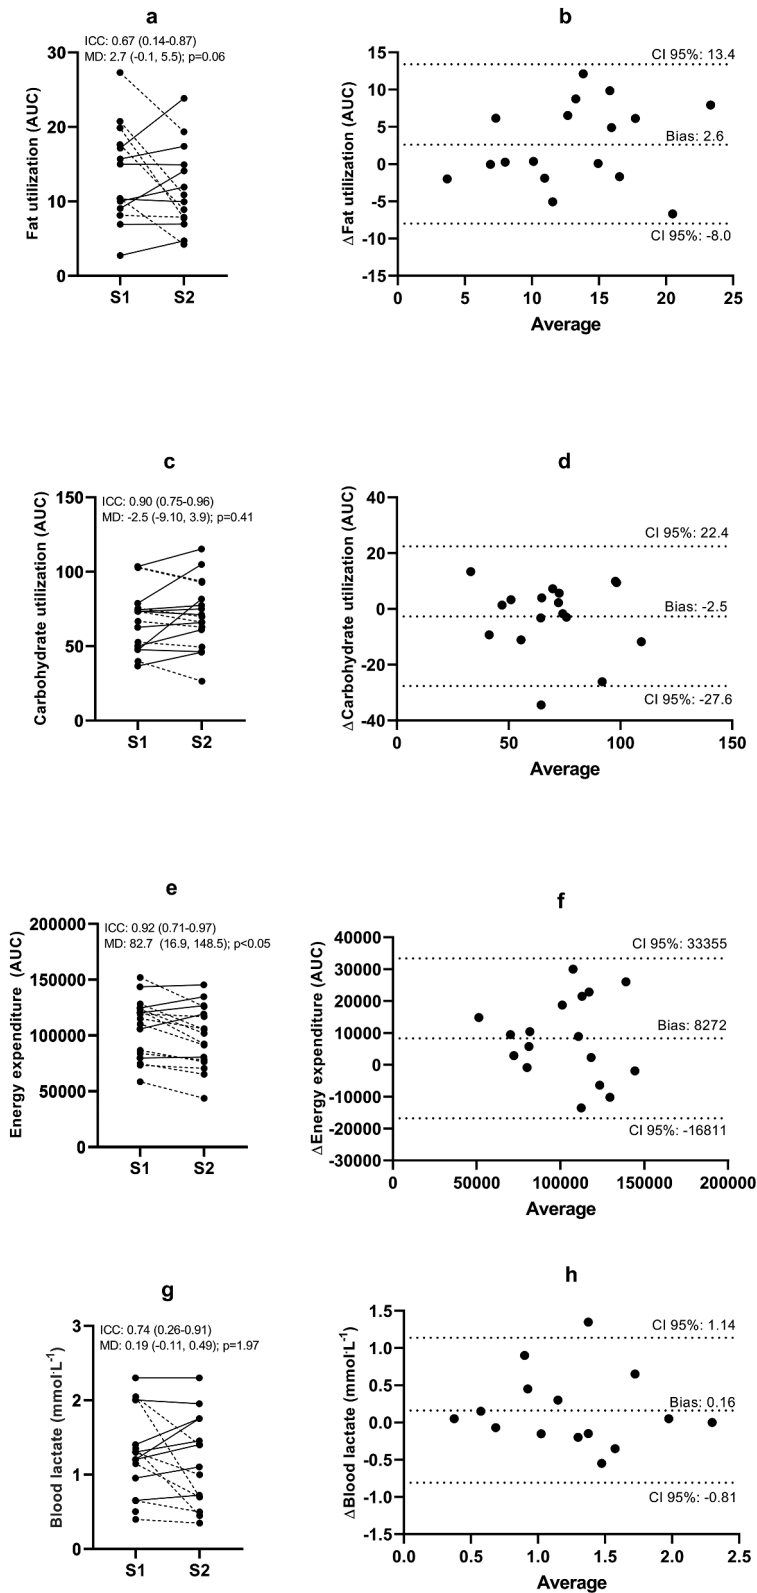 a
ICC: 0.67 (0.14-0.87)
MD: 2.7 (-0.1, 5.5); p=0.06
30
20
10
0
Fat utilization (AUC)
S1 S2
b
CI 95%: 13.4
Bias: 2.6
CI 95%: -8.0
15
10
5
0
-5
-10
-15
ΔFat utilization (AUC)
0 5 10 15 20 25
Average
c
ICC: 0.90 (0.75-0.96)
MD: -2.5 (-9.10, 3.9); p=0.41
150
100
50
0
Carbohydrate utilization (AUC)
S1 S2
d
CI 95%: 22.4
Bias: -2.5
CI 95%: -27.6
40
20
0
-20
-40
ΔCarbohydrate utilization (AUC)
0 50 100 150
Average
e
ICC: 0.92 (0.71-0.97)
MD: 82.7 (16.9, 148.5); p<0.05
200000
150000
100000
50000
0
Energy expenditure (AUC)
S1 S2
f
CI 95%: 33355
Bias: 8272
CI 95%: -16811
40000
30000
20000
10000
0
-10000
-20000
-30000
ΔEnergy expenditure (AUC)
0 50000 100000 150000 200000
Average
g
ICC: 0.74 (0.26-0.91)
MD: 0.19 (-0.11, 0.49); p=1.97
3
2
1
0
Blood lactate (mmol·L⁻¹)
S1 S2
h
CI 95%: 1.14
Bias: 0.16
CI 95%: -0.81
1.5
1.0
0.5
0.0
-0.5
-1.0
-1.5
ΔBlood lactate (mmol·L⁻¹)
0.0 0.5 1.0 1.5 2.0 2.5
Average